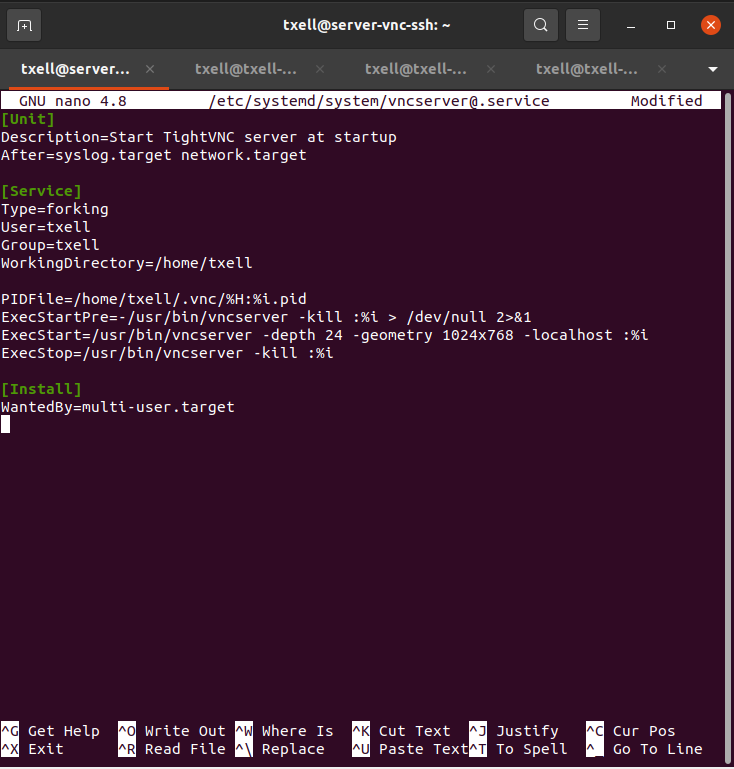 txell@server-vnc-ssh: ~
txell@server... × txell@txell-... × txell@txell-... × txell@txell-... ×
GNU nano 4.8 /etc/systemd/system/vncserver@.service Modified
[Unit]
Description=Start TightVNC server at startup
After=syslog.target network.target
[Service]
Type=forking
User=txell
Group=txell
WorkingDirectory=/home/txell
PIDFile=/home/txell/.vnc/%H:%i.pid
ExecStartPre=-/usr/bin/vncserver -kill :%i > /dev/null 2>&1
ExecStart=/usr/bin/vncserver -depth 24 -geometry 1024x768 -localhost :%i
ExecStop=/usr/bin/vncserver -kill :%i
[Install]
WantedBy=multi-user.target
^G Get Help ^O Write Out ^W Where Is ^K Cut Text ^J Justify ^C Cur Pos
^X Exit ^R Read File ^\ Replace ^U Paste Text^T To Spell ^_ Go To Line